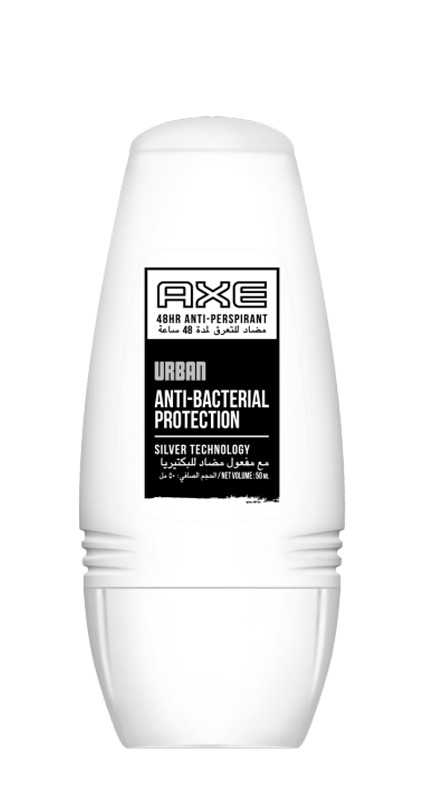 AXE
48HR ANTI-PERSPIRANT
مضاد للتعرق لمدة 48 ساعة
URBAN
ANTI-BACTERIAL
PROTECTION
SILVER TECHNOLOGY
مع مفعول مضاد للبكتيريا
الحجم الصافي: ٥٠ مل / NET VOLUME: 50 ML